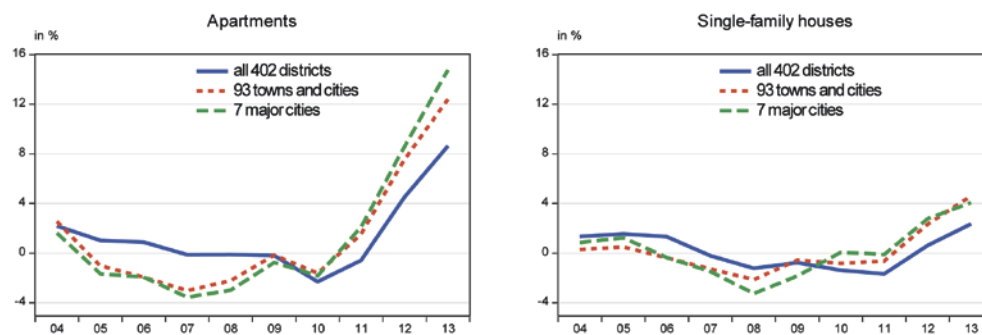 Apartments
in %
16
12
8
4
0
-4
all 402 districts
93 towns and cities
7 major cities
04 05 06 07 08 09 10 11 12 13
Single-family houses
in %
16
12
8
4
0
-4
all 402 districts
93 towns and cities
7 major cities
04 05 06 07 08 09 10 11 12 13